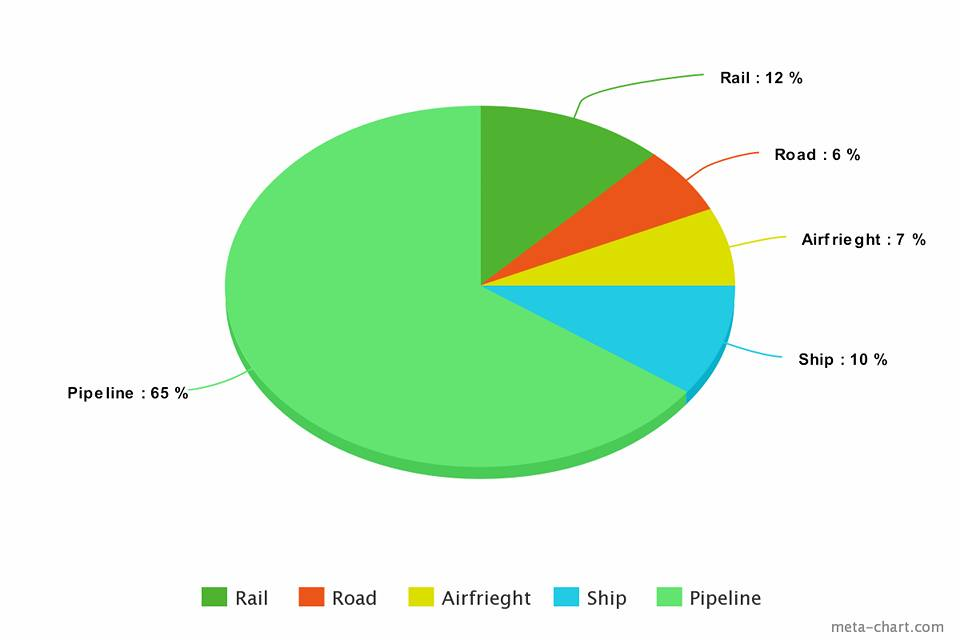 Rail : 12 %
Road : 6 %
Airfrieght : 7 %
Ship : 10 %
Pipeline : 65 %
Rail Road Airfrieght Ship Pipeline
meta-chart.com